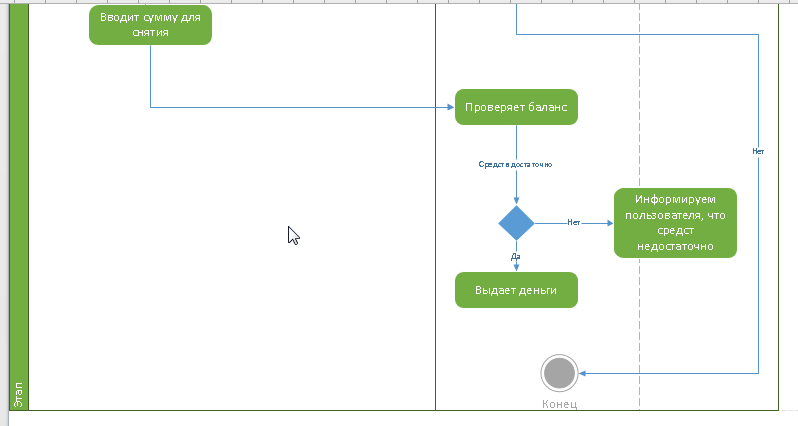 Вводит сумму для
снятия
Проверяет баланс
Нет
Средств достаточно
Информируем
пользователя, что
средст
недостаточно
Нет
Да
Выдает деньги
Этап
Конец